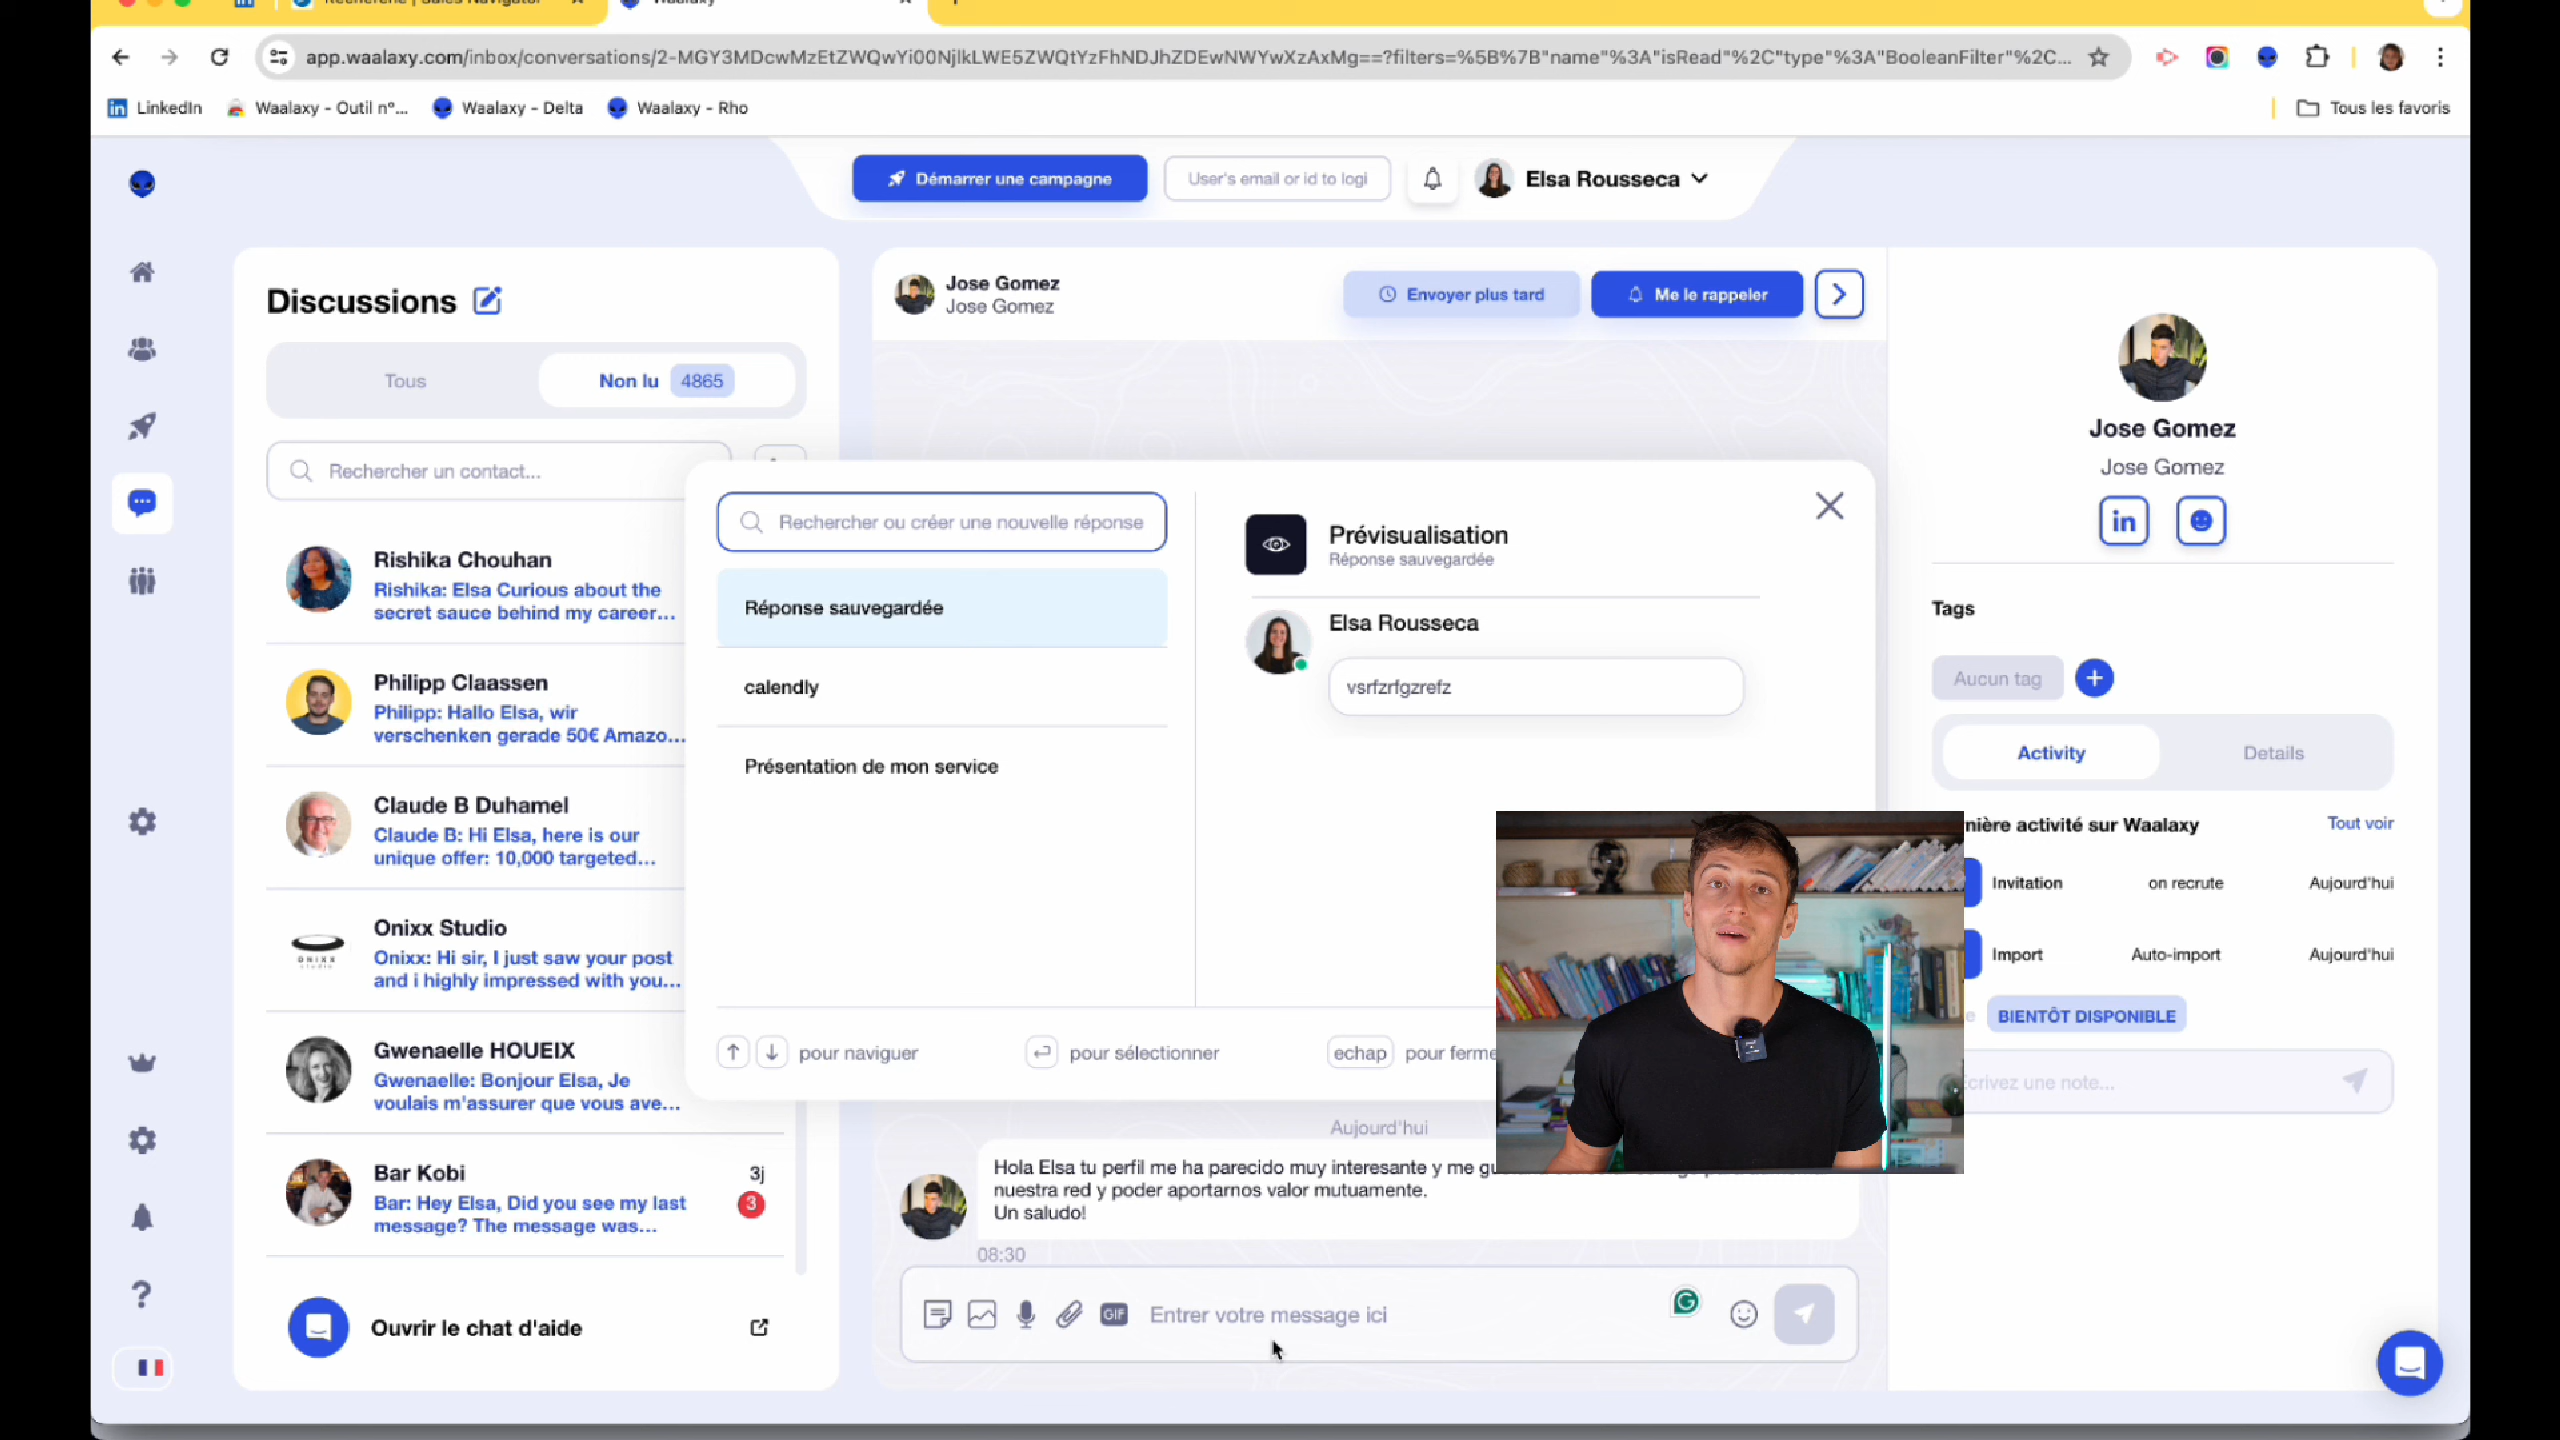 app.waalaxy.com/inbox/conversations/2-MGY3MDcwMzEtZWQwYi00NjlkLWE5ZWQtYzFhNDJhZDEwNWYwXzAxMg==?filters=%5B%7B"name"%3A"isRead"%2C"type"%3A"BooleanFilter"%2C...
LinkedIn
Waalaxy - Outil n°...
Waalaxy - Delta
Waalaxy - Rho
Tous les favoris
Démarrer une campagne
User's email or id to logi
Elsa Rousseca
Discussions
Tous
Non lu 4865
Rechercher un contact...
Rishika Chouhan
Rishika: Elsa Curious about the
secret sauce behind my career...
Philipp Claassen
Philipp: Hallo Elsa, wir
verschenken gerade 50€ Amazo...
Claude B Duhamel
Claude B: Hi Elsa, here is our
unique offer: 10,000 targeted...
ONIXX
Onixx Studio
Onixx: Hi sir, I just saw your post
and i highly impressed with you...
Gwenaelle HOUEIX
Gwenaelle: Bonjour Elsa, Je
voulais m'assurer que vous ave...
Bar Kobi
3j
Bar: Hey Elsa, Did you see my last
message? The message was...
3
Ouvrir le chat d'aide
Jose Gomez
Jose Gomez
Envoyer plus tard
Me le rappeler
Rechercher ou créer une nouvelle réponse
Réponse sauvegardée
calendly
Présentation de mon service
Prévisualisation
Réponse sauvegardée
Elsa Rousseca
vsrfzrfgzrefz
pour naviguer
pour sélectionner
echap pour ferme
Aujourd'hui
Hola Elsa tu perfil me ha parecido muy interesante y me
nuestra red y poder aportarnos valor mutuamente.
Un saludo!
08:30
GIF
Entrer votre message ici
Jose Gomez
Jose Gomez
in
Tags
Aucun tag
Activity
Details
nière activité sur Waalaxy
Tout voir
Invitation
on recrute
Aujourd'hui
Import
Auto-import
Aujourd'hui
BIENTÔT DISPONIBLE
crivez une note...